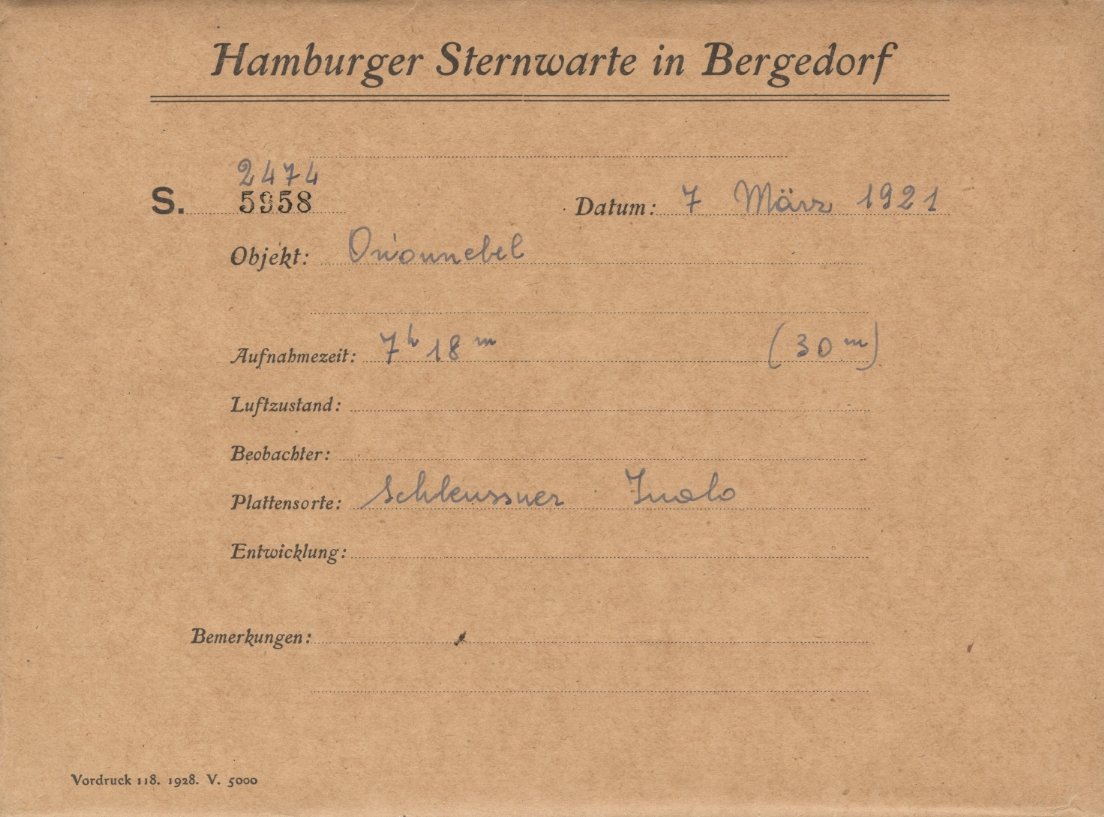 Hamburger Sternwarte in Bergedorf
2474
S. 5958 Datum: 7 März 1921
Objekt: Orionnebel
Aufnahmezeit: 7h 18m (30m)
Luftzustand:
Beobachter:
Plattensorte: Schleussner
Entwicklung:
Bemerkungen:
Vordruck 118. 1928. V. 5000